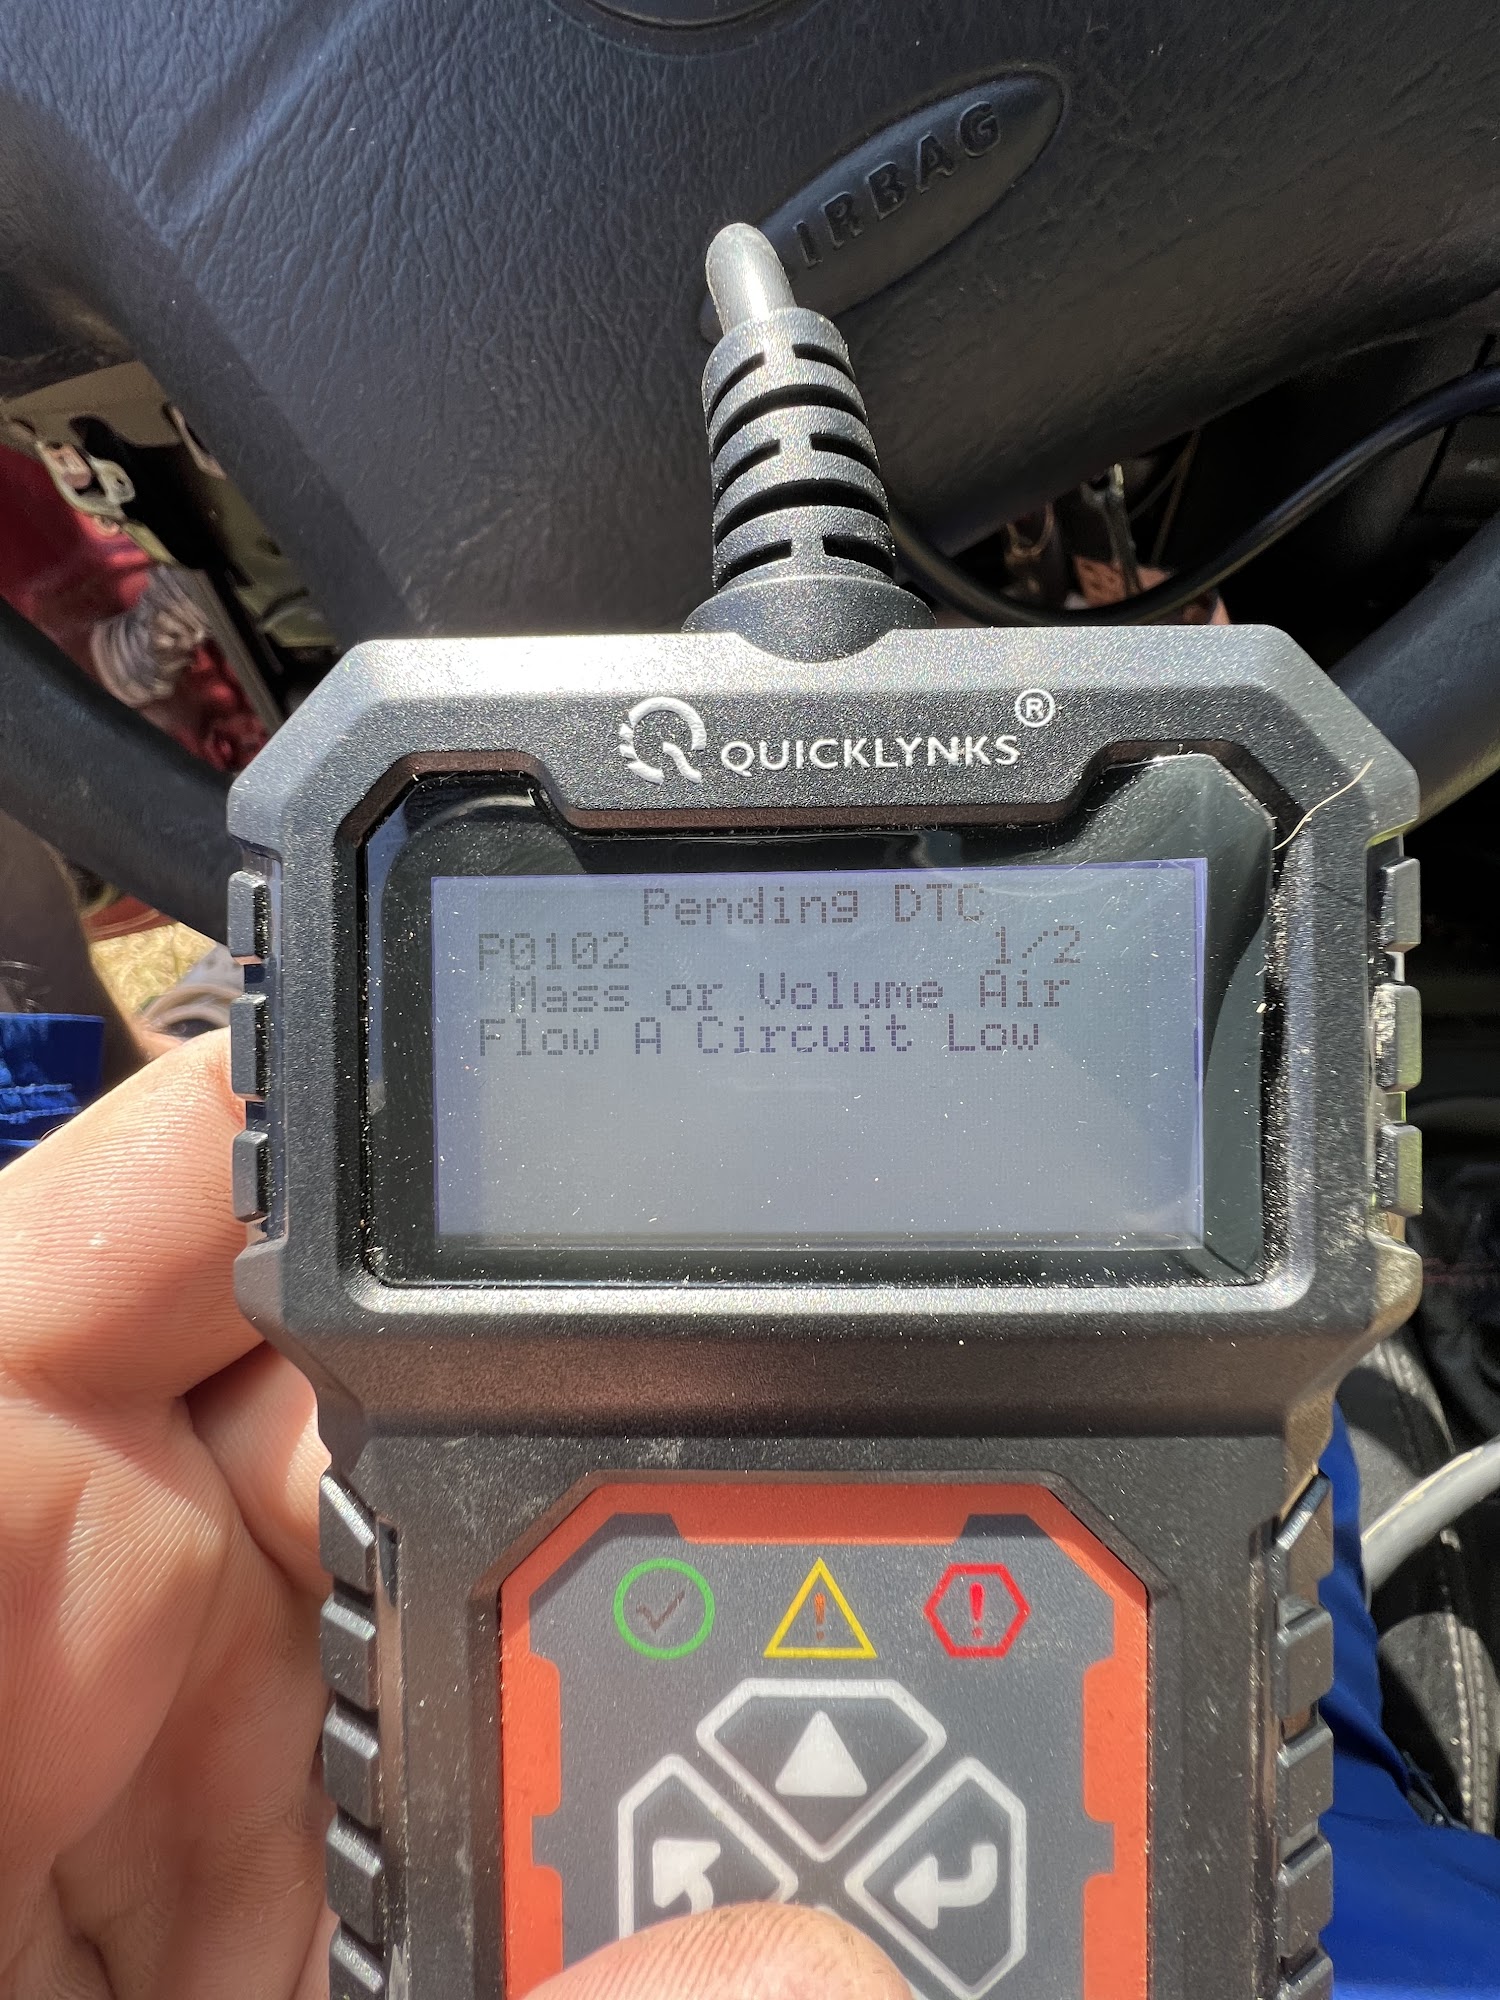 AIRBAG
QUICKLYNKS®
Pending DTC
P0102 1/2
Mass or Volume Air
Flow A Circuit Low